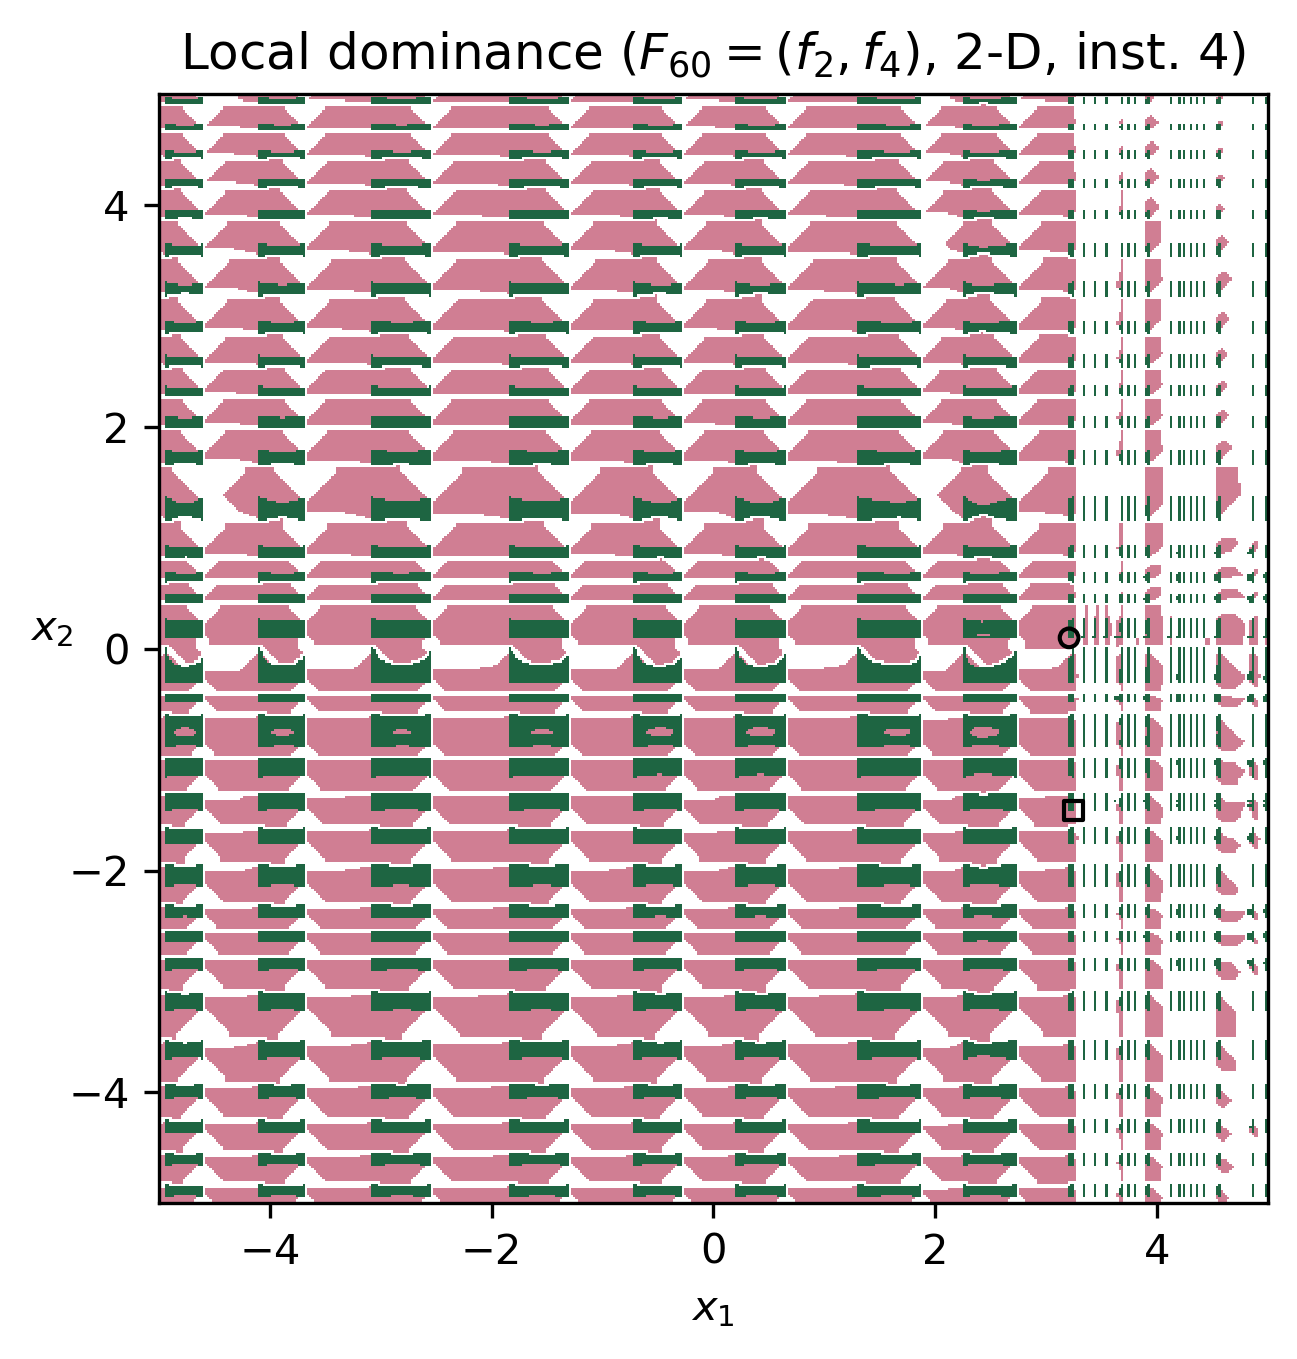 Local dominance (F₆₀ = (f₂, f₄), 2-D, inst. 4)
4
2
x₂
0
−2
−4
−4 −2 0 2 4
x₁